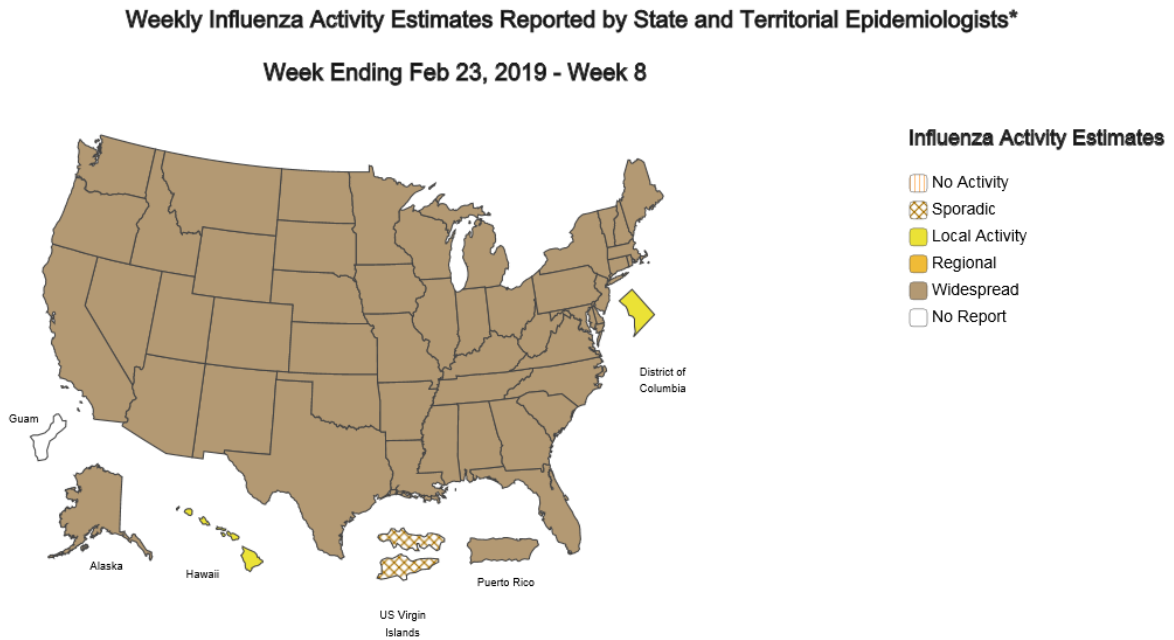 Weekly Influenza Activity Estimates Reported by State and Territorial Epidemiologists*
Week Ending Feb 23, 2019 - Week 8
Influenza Activity Estimates
No Activity
Sporadic
Local Activity
Regional
Widespread
No Report
District of
Columbia
Guam
Alaska
Hawaii
Puerto Rico
US Virgin
Islands